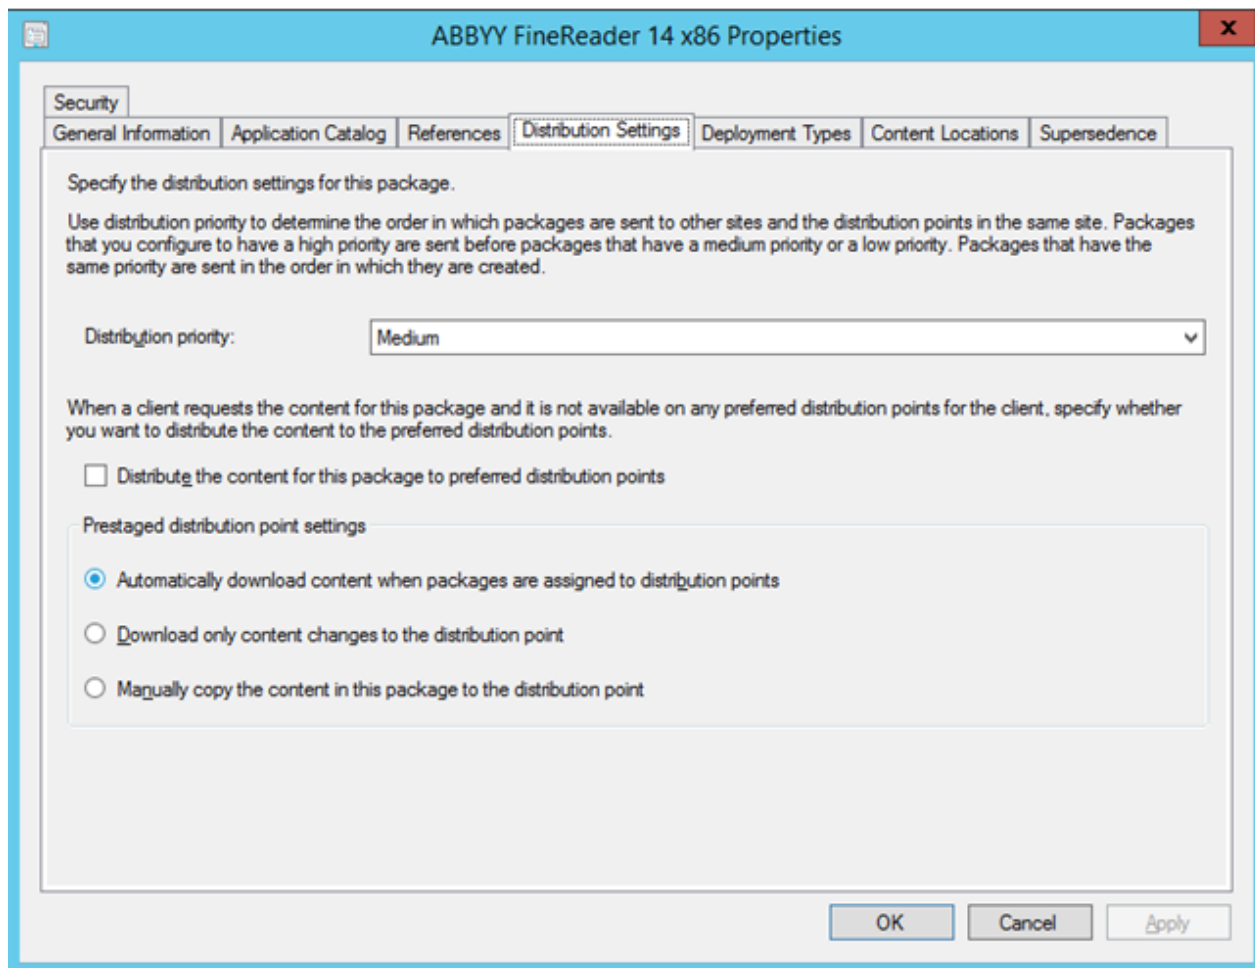 ABBYY FineReader 14 x86 Properties
x
Security
General Information Application Catalog References Distribution Settings Deployment Types Content Locations Supersedence
Specify the distribution settings for this package.
Use distribution priority to determine the order in which packages are sent to other sites and the distribution points in the same site. Packages
that you configure to have a high priority are sent before packages that have a medium priority or a low priority. Packages that have the
same priority are sent in the order in which they are created.
Distribution priority: Medium
When a client requests the content for this package and it is not available on any preferred distribution points for the client, specify whether
you want to distribute the content to the preferred distribution points.
Distribute the content for this package to preferred distribution points
Prestaged distribution point settings
Automatically download content when packages are assigned to distribution points
Download only content changes to the distribution point
Manually copy the content in this package to the distribution point
OK Cancel Apply